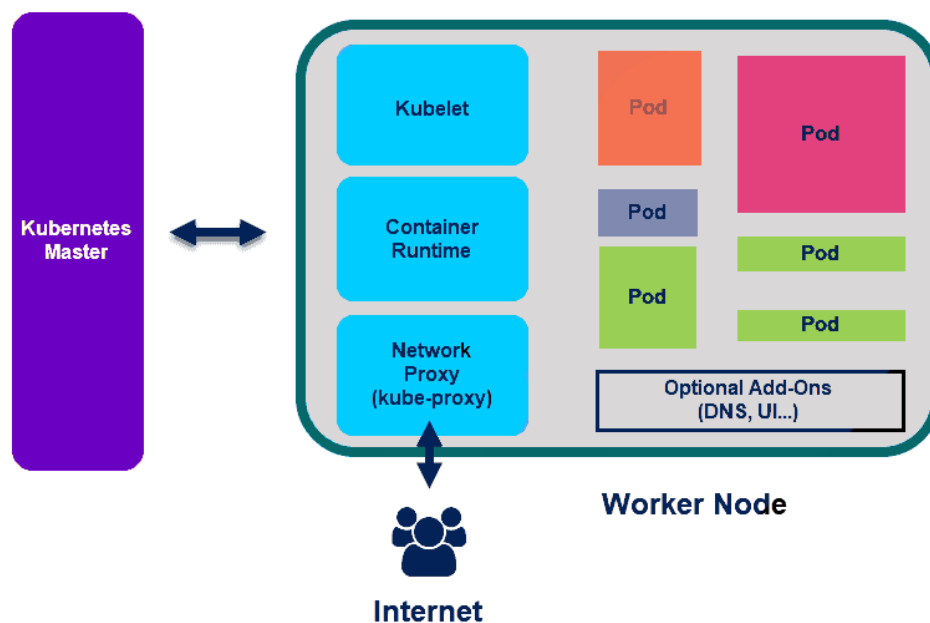 Kubernetes
Master
Kubelet
Container
Runtime
Network
Proxy
(kube-proxy)
Pod
Pod
Pod
Pod
Pod
Pod
Optional Add-Ons
(DNS, UI...)
Worker Node
Internet